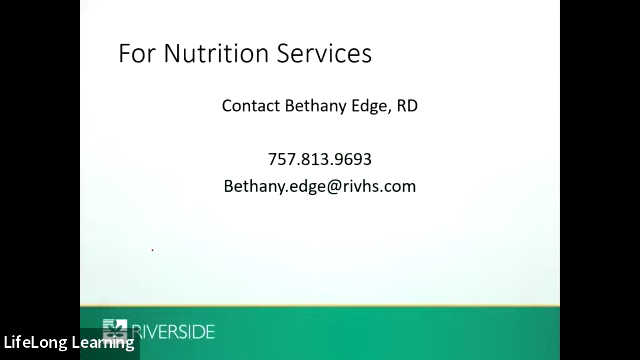 For Nutrition Services
Contact Bethany Edge, RD
757.813.9693
Bethany.edge@rivhs.com
RIVERSIDE
LifeLong Learning